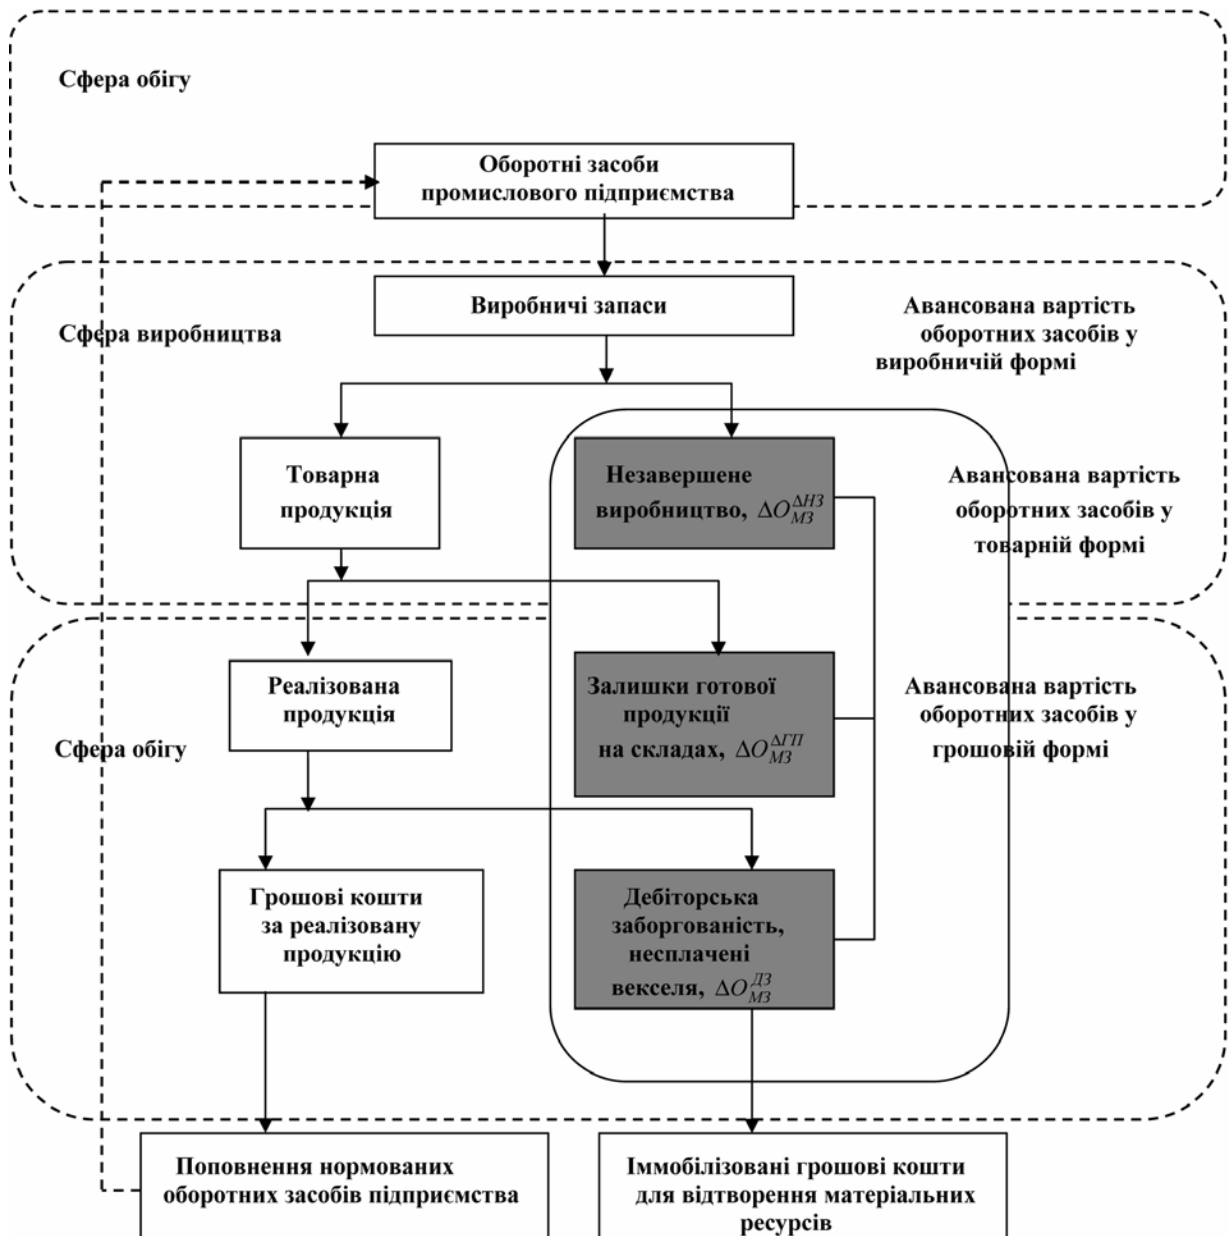 Сфера обігу
Оборотні засоби
промислового підприємства
Виробничі запаси
Сфера виробництва
Авансована вартість
оборотних засобів у
виробничій формі
Товарна
продукція
Незавершене
виробництво, ΔO_{МЗ}^{ΔНЗ}
Авансована вартість
оборотних засобів у
товарній формі
Реалізована
продукція
Залишки готової
продукції
на складах, ΔO_{МЗ}^{ΔГП}
Авансована вартість
оборотних засобів у
грошовій формі
Сфера обігу
Грошові кошти
за реалізовану
продукцію
Дебіторська
заборгованість,
несплачені
векселя, ΔO_{МЗ}^{ДЗ}
Поповнення нормованих
оборотних засобів підприємства
Іммобілізовані грошові кошти
для відтворення матеріальних
ресурсів